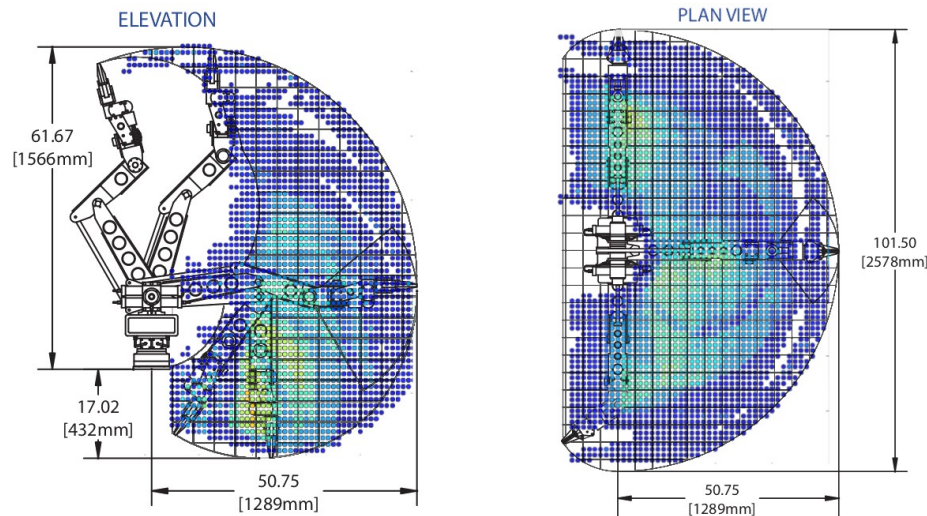 ELEVATION
PLAN VIEW
61.67
[1566mm]
17.02
[432mm]
50.75
[1289mm]
101.50
[2578mm]
50.75
[1289mm]